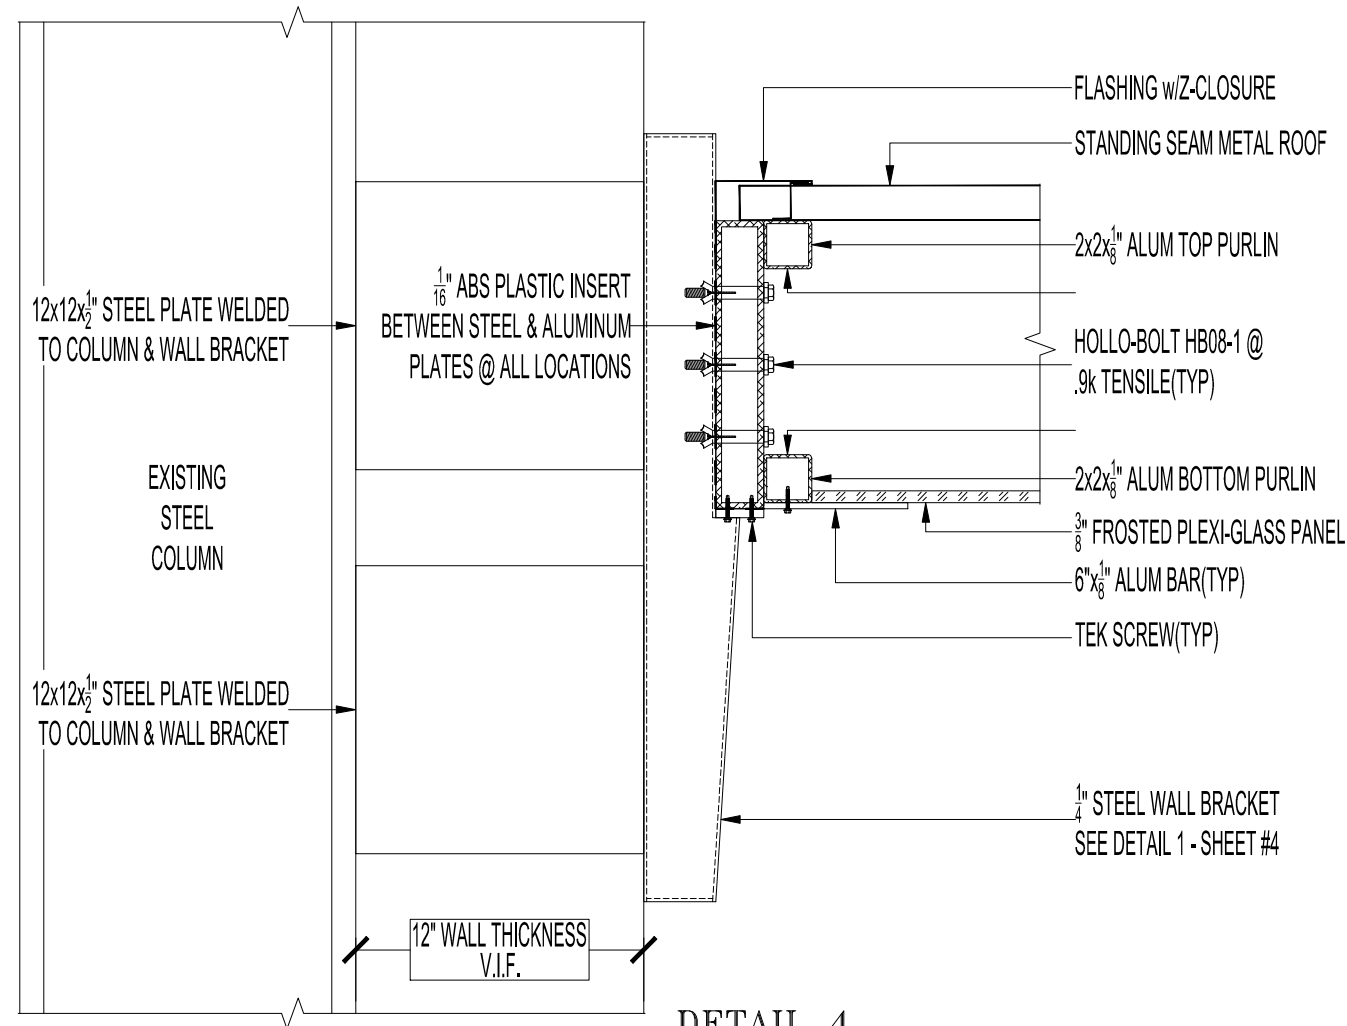 FLASHING w/Z-CLOSURE
STANDING SEAM METAL ROOF
2x2x1/8" ALUM TOP PURLIN
HOLLO-BOLT HB08-1 @
.9k TENSILE(TYP)
2x2x1/8" ALUM BOTTOM PURLIN
3/8" FROSTED PLEXI-GLASS PANEL
6"x1/8" ALUM BAR(TYP)
TEK SCREW(TYP)
1/4" STEEL WALL BRACKET
SEE DETAIL 1 - SHEET #4
1/16" ABS PLASTIC INSERT
BETWEEN STEEL & ALUMINUM
PLATES @ ALL LOCATIONS
12x12x1/2" STEEL PLATE WELDED
TO COLUMN & WALL BRACKET
EXISTING
STEEL
COLUMN
12x12x1/2" STEEL PLATE WELDED
TO COLUMN & WALL BRACKET
12" WALL THICKNESS
V.I.F.
DETAIL 4